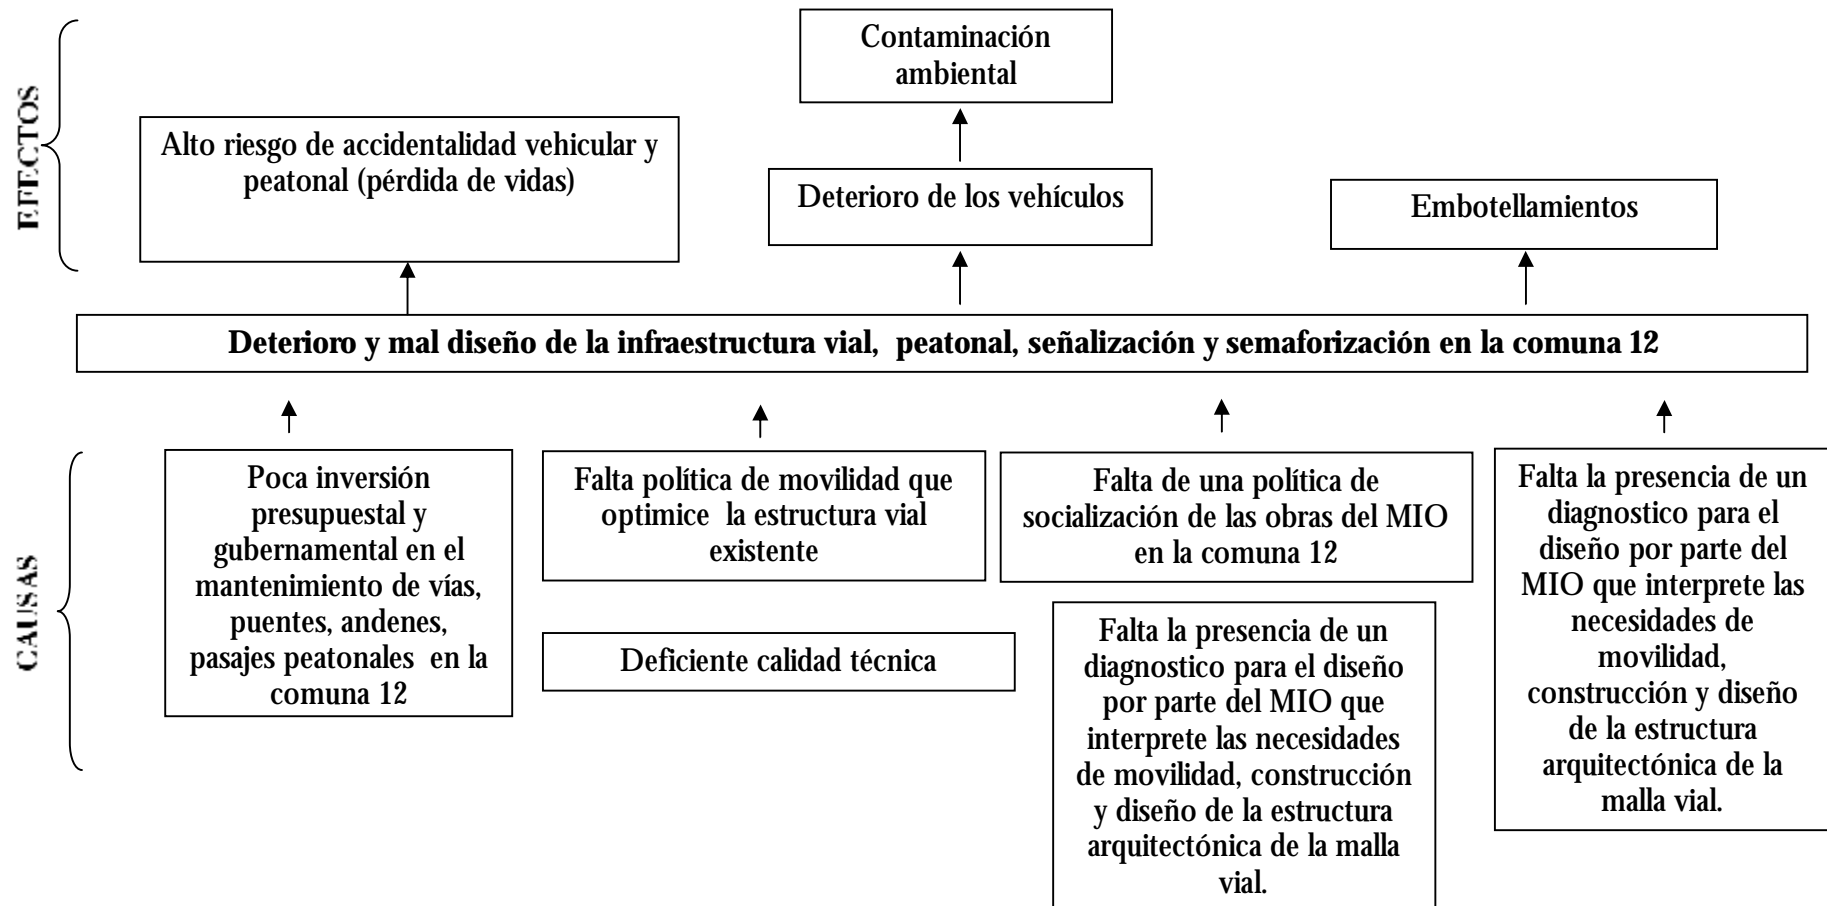 EFECTOS
Contaminación
ambiental
Alto riesgo de accidentalidad vehicular y
peatonal (pérdida de vidas)
Deterioro de los vehículos
Embotellamientos
Deterioro y mal diseño de la infraestructura vial, peatonal, señalización y semaforización en la comuna 12
CAUSAS
Poca inversión
presupuestal y
gubernamental en el
mantenimiento de vías,
puentes, andenes,
pasajes peatonales en la
comuna 12
Falta política de movilidad que
optimice la estructura vial
existente
Deficiente calidad técnica
Falta de una política de
socialización de las obras del MIO
en la comuna 12
Falta la presencia de un
diagnostico para el diseño
por parte del MIO que
interprete las necesidades
de movilidad, construcción
y diseño de la estructura
arquitectónica de la malla
vial.
Falta la presencia de un
diagnostico para el
diseño por parte del
MIO que interprete las
necesidades de
movilidad,
construcción y diseño
de la estructura
arquitectónica de la
malla vial.